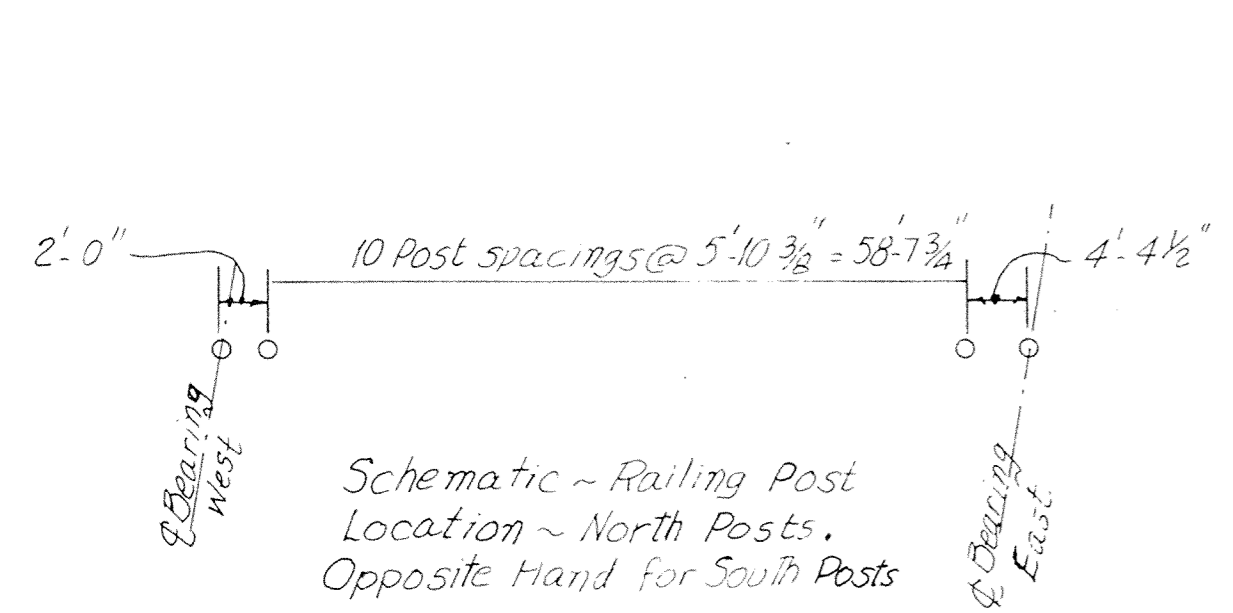 2'-0"
10 Post spacings @ 5'-10 3/8" = 58'-7 3/4"
4'-4 1/2"
℄ Bearing
West
℄ Bearing
East
Schematic ~ Railing Post
Location ~ North Posts.
Opposite Hand for South Posts